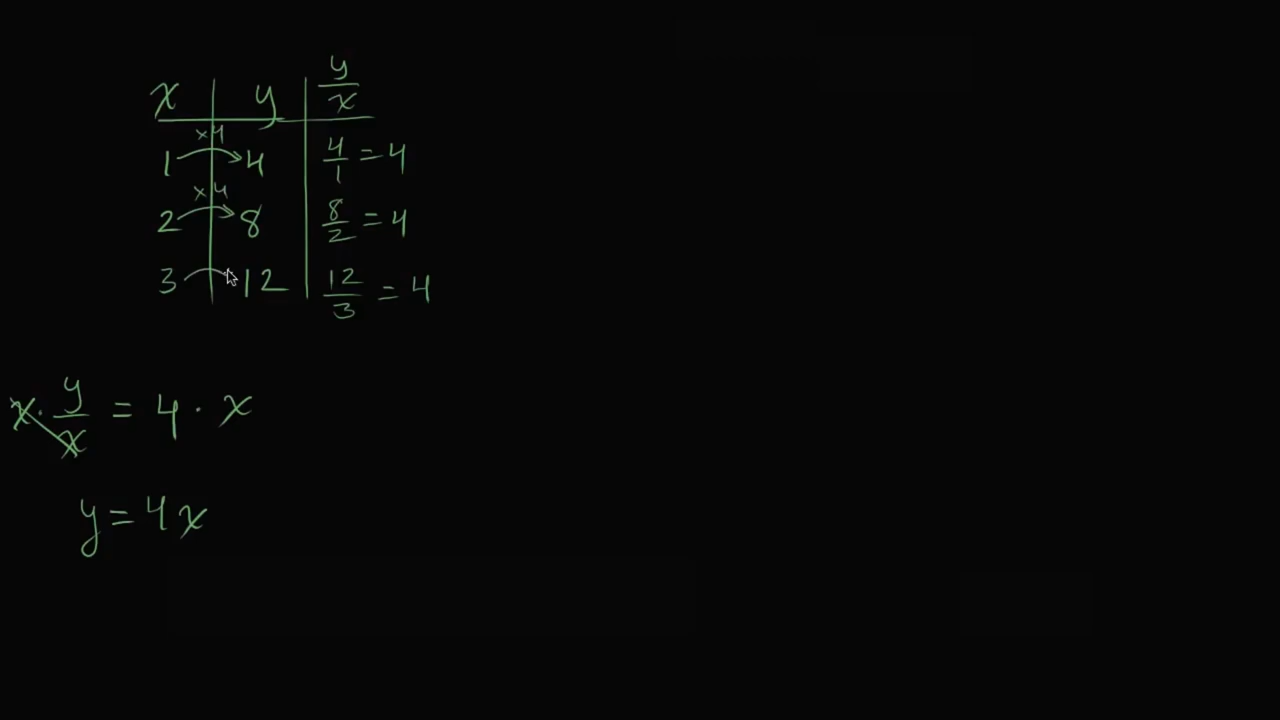 x y y/x
×4
1 4 4/1 = 4
×4
2 8 8/2 = 4
3 12 12/3 = 4
x · y/x = 4 · x
y = 4x